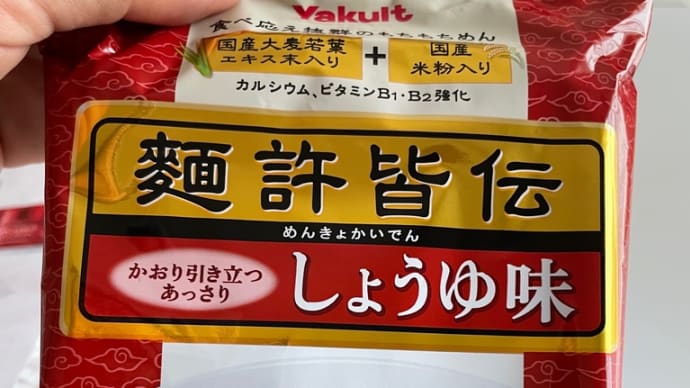 Yakult
食べ応え抜群のもちもちめん
国産大麦若葉
エキス末入り
+
国産
米粉入り
カルシウム、ビタミンB1・B2強化
麵許皆伝
めんきょかいでん
かおり引き立つ
あっさり
しょうゆ味